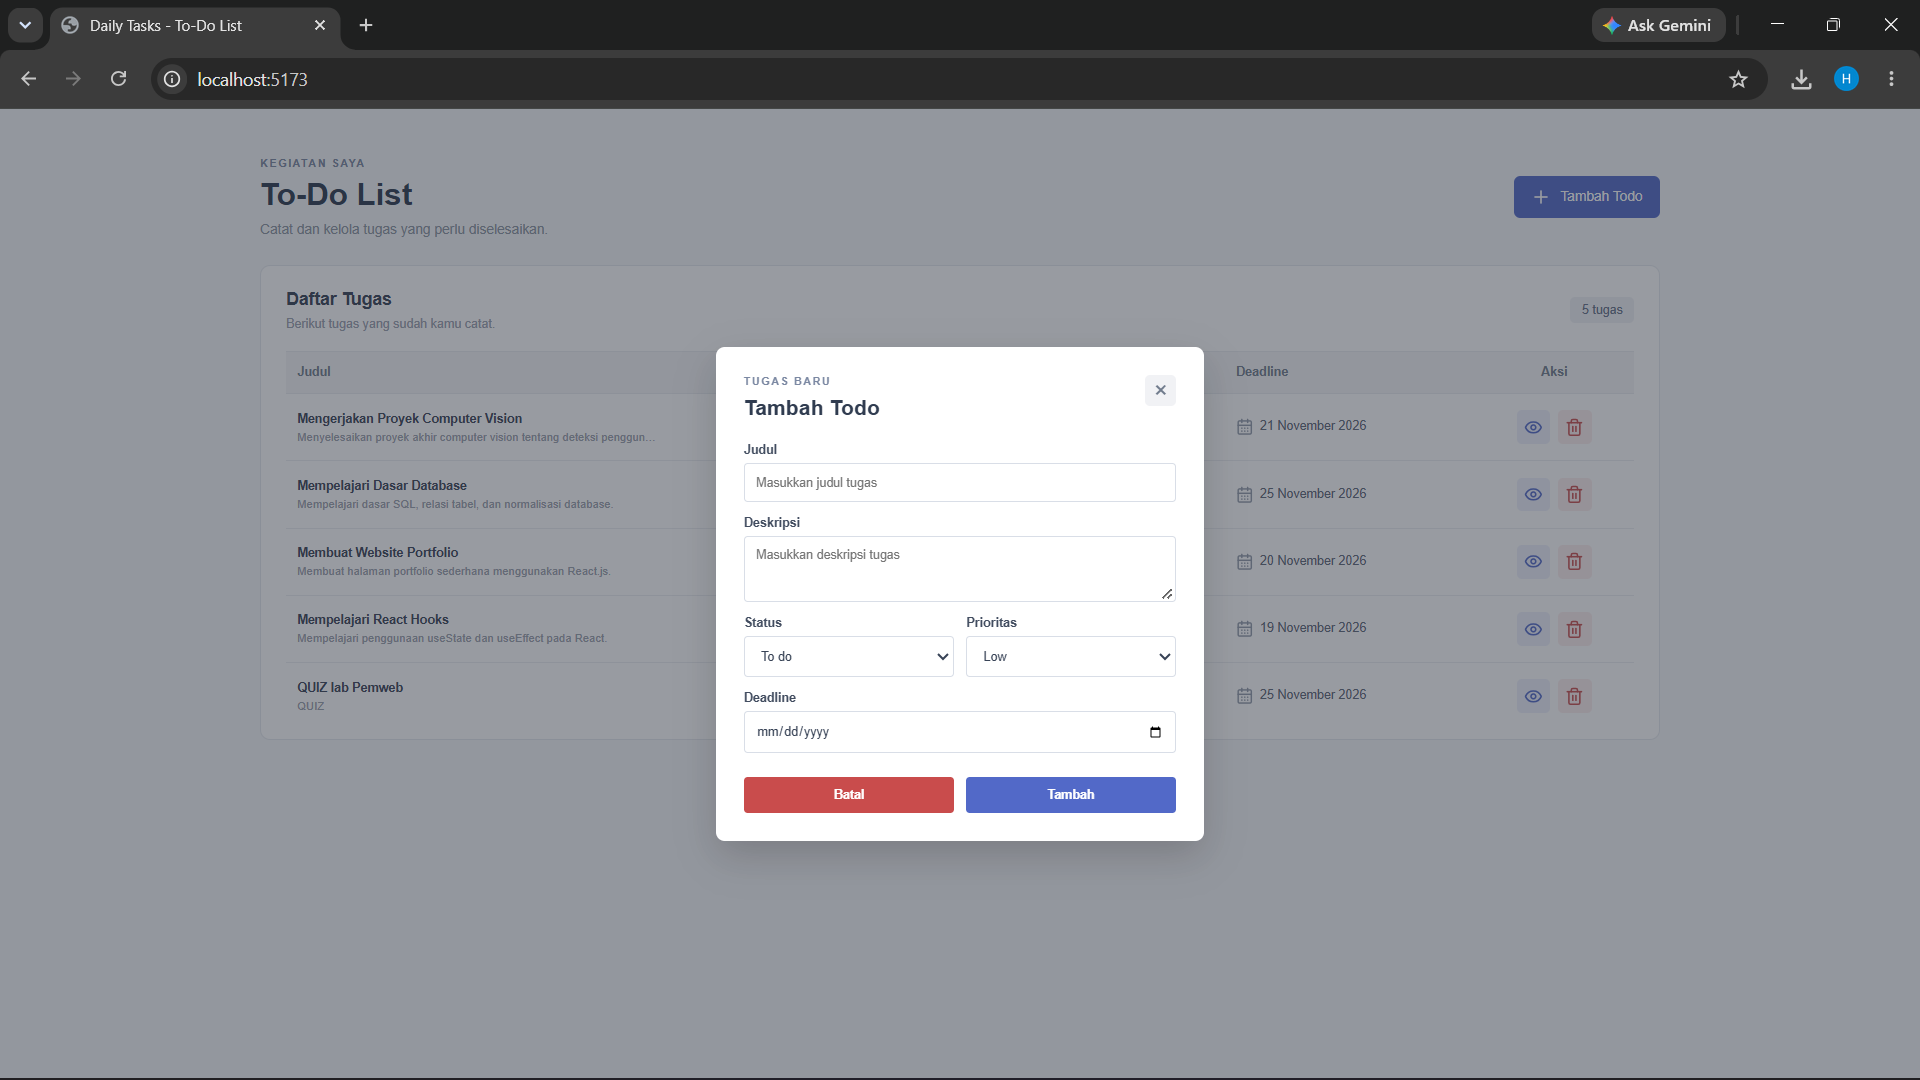 Daily Tasks - To-Do List
Ask Gemini
localhost:5173
H
KEGIATAN SAYA
To-Do List
Catat dan kelola tugas yang perlu diselesaikan.
Tambah Todo
Daftar Tugas
Berikut tugas yang sudah kamu catat.
5 tugas
Judul
Deadline
Aksi
Mengerjakan Proyek Computer Vision
Menyelesaikan proyek akhir computer vision tentang deteksi penggun...
21 November 2026
Mempelajari Dasar Database
Mempelajari dasar SQL, relasi tabel, dan normalisasi database.
25 November 2026
Membuat Website Portfolio
Membuat halaman portfolio sederhana menggunakan React.js.
20 November 2026
Mempelajari React Hooks
Mempelajari penggunaan useState dan useEffect pada React.
19 November 2026
QUIZ lab Pemweb
QUIZ
25 November 2026
TUGAS BARU
Tambah Todo
Judul
Masukkan judul tugas
Deskripsi
Masukkan deskripsi tugas
Status
Prioritas
To do
Low
Deadline
mm/dd/yyyy
Batal
Tambah